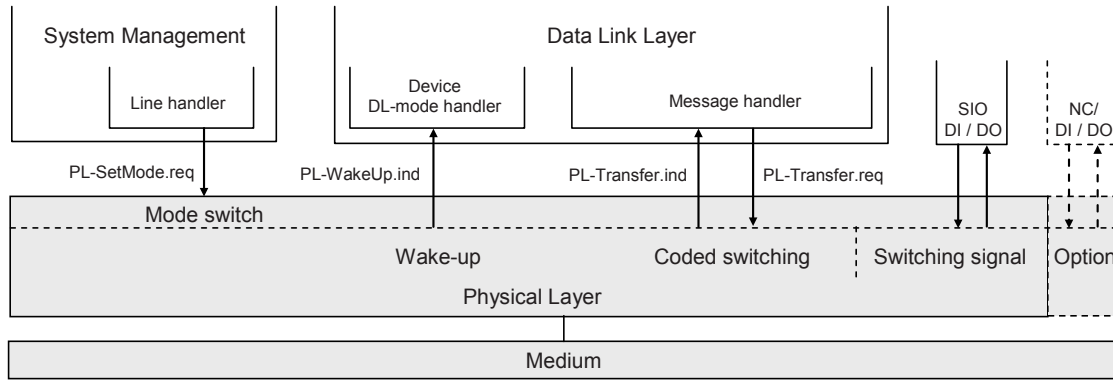 System Management
Data Link Layer
Line handler
Device
DL-mode handler
Message handler
SIO
DI / DO
NC/
DI / DO
PL-SetMode.req
PL-WakeUp.ind
PL-Transfer.ind
PL-Transfer.req
Mode switch
Wake-up
Coded switching
Switching signal
Option
Physical Layer
Medium